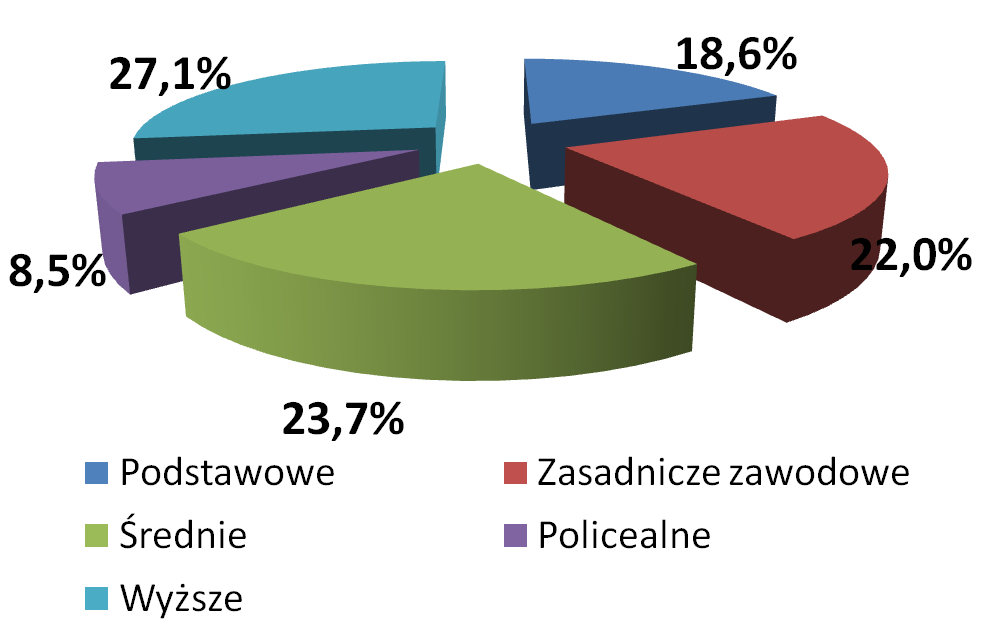 18,6%
27,1%
22,0%
8,5%
23,7%
Podstawowe
Zasadnicze zawodowe
Średnie
Policealne
Wyższe